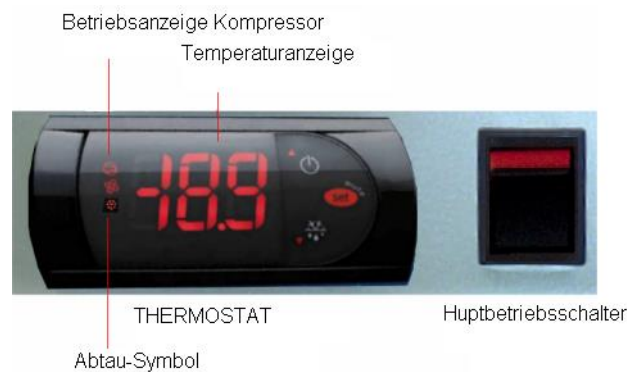 Betriebsanzeige Kompressor
Temperaturanzeige
-18.9
set
THERMOSTAT
Huptbetriebsschalter
Abtau-Symbol